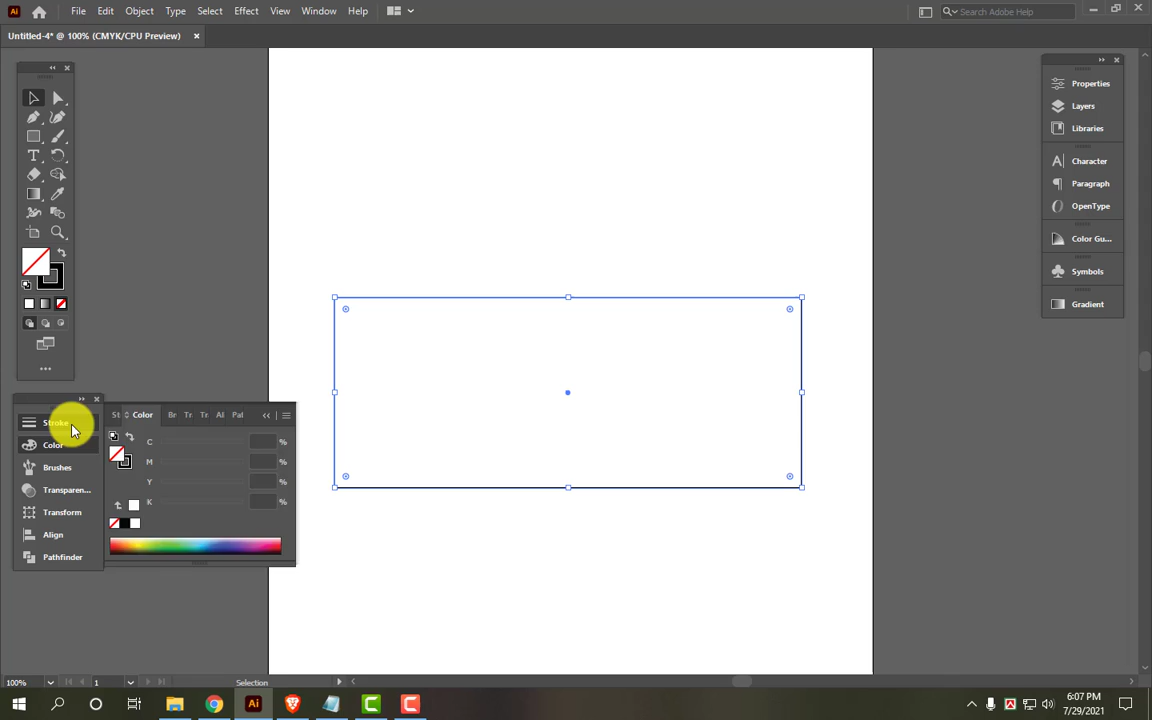 Ai File Edit Object Type Select Effect View Window Help Search Adobe Help
Untitled-4* @ 100% (CMYK/CPU Preview)
Properties
Layers
Libraries
Character
Paragraph
OpenType
Color Gu...
Symbols
Gradient
T
Stroke
Color
Brushes
Transparen...
Transform
Align
Pathfinder
St Color Br Tr Tr Al Pat
C %
M %
Y %
K %
100% 1 Selection
Ai
6:07 PM
7/29/2021